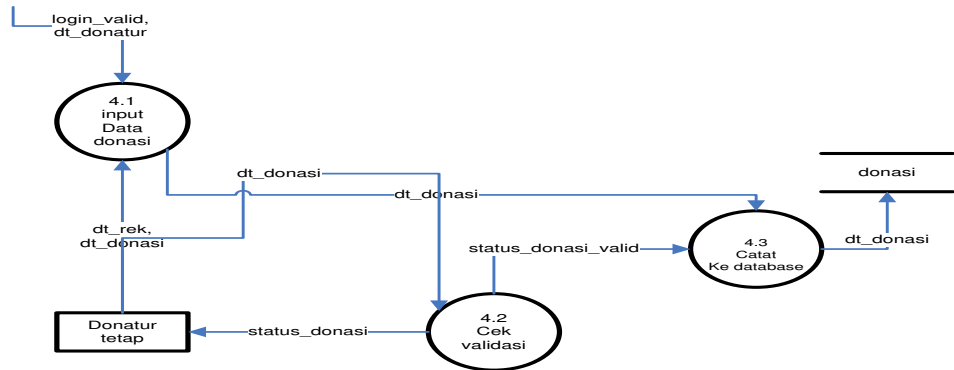 login_valid,
dt_donatur
4.1
input
Data
donasi
dt_donasi
dt_donasi
donasi
dt_rek,
dt_donasi
status_donasi_valid
4.3
Catat
Ke database
dt_donasi
Donatur
tetap
status_donasi
4.2
Cek
validasi